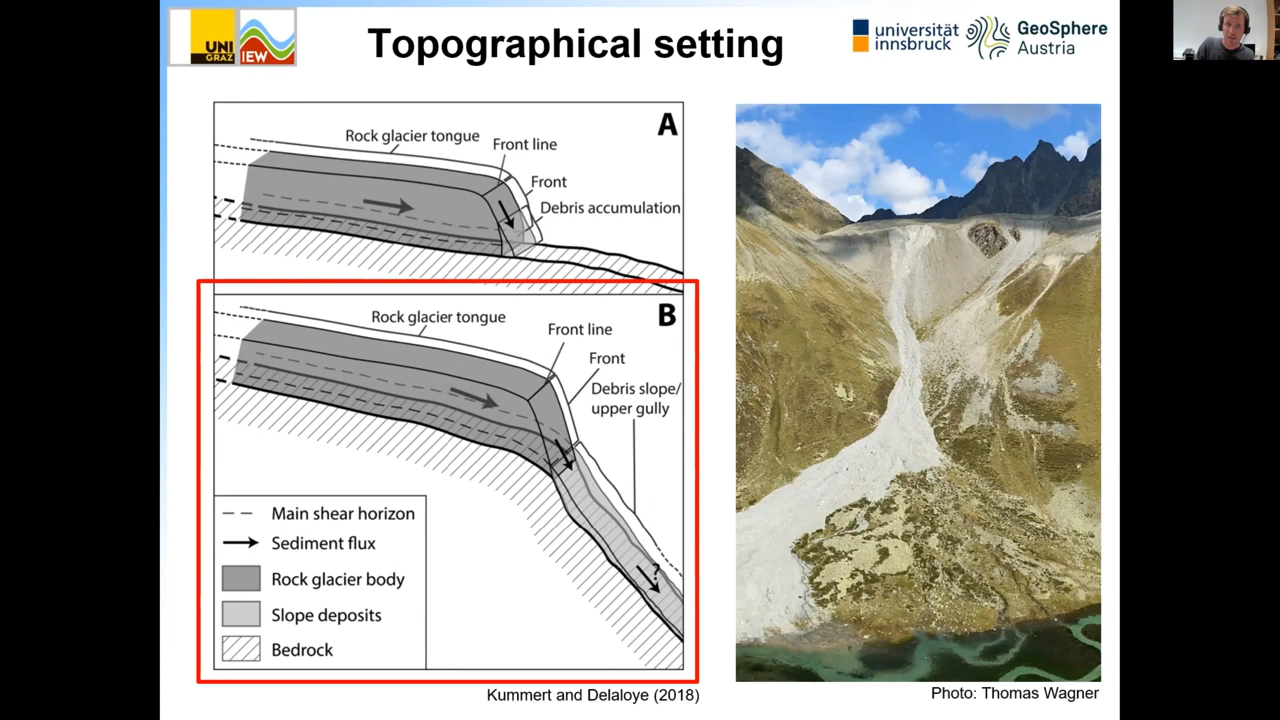 UNI
GRAZ
IEW
Topographical setting
universität
innsbruck
GeoSphere
Austria
A
Rock glacier tongue
Front line
Front
Debris accumulation
B
Rock glacier tongue
Front line
Front
Debris slope/
upper gully
?
Main shear horizon
Sediment flux
Rock glacier body
Slope deposits
Bedrock
Kummert and Delaloye (2018)
Photo: Thomas Wagner